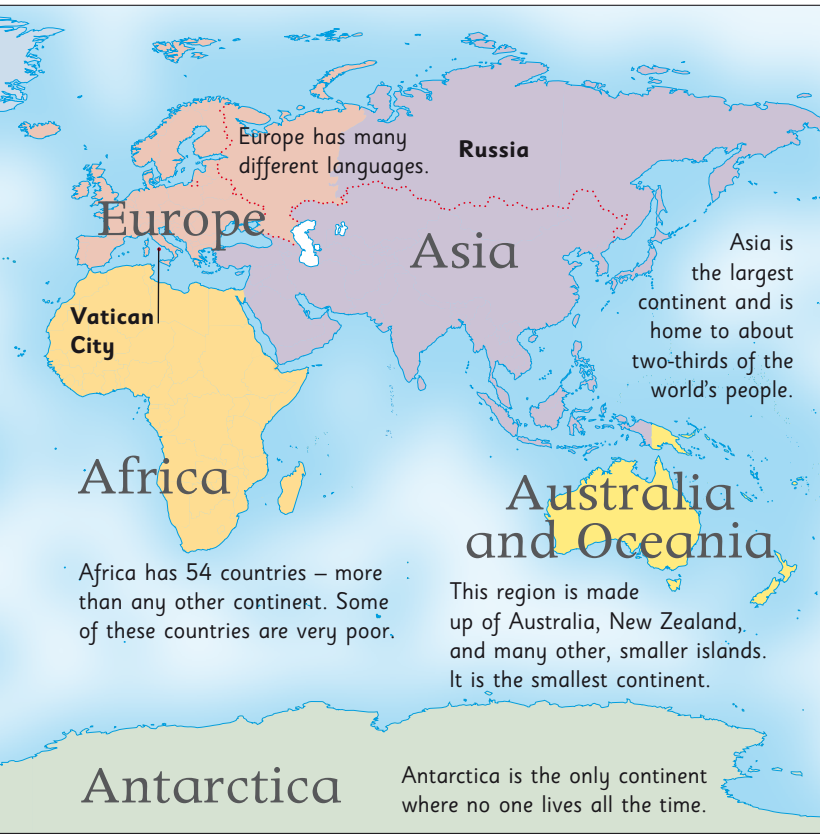 Europe has many
different languages.
Russia
Europe
Asia
Asia is
the largest
continent and is
home to about
two-thirds of the
world's people.
Vatican
City
Africa
Africa has 54 countries – more
than any other continent. Some
of these countries are very poor.
Australia
and Oceania
This region is made
up of Australia, New Zealand,
and many other, smaller islands.
It is the smallest continent.
Antarctica
Antarctica is the only continent
where no one lives all the time.